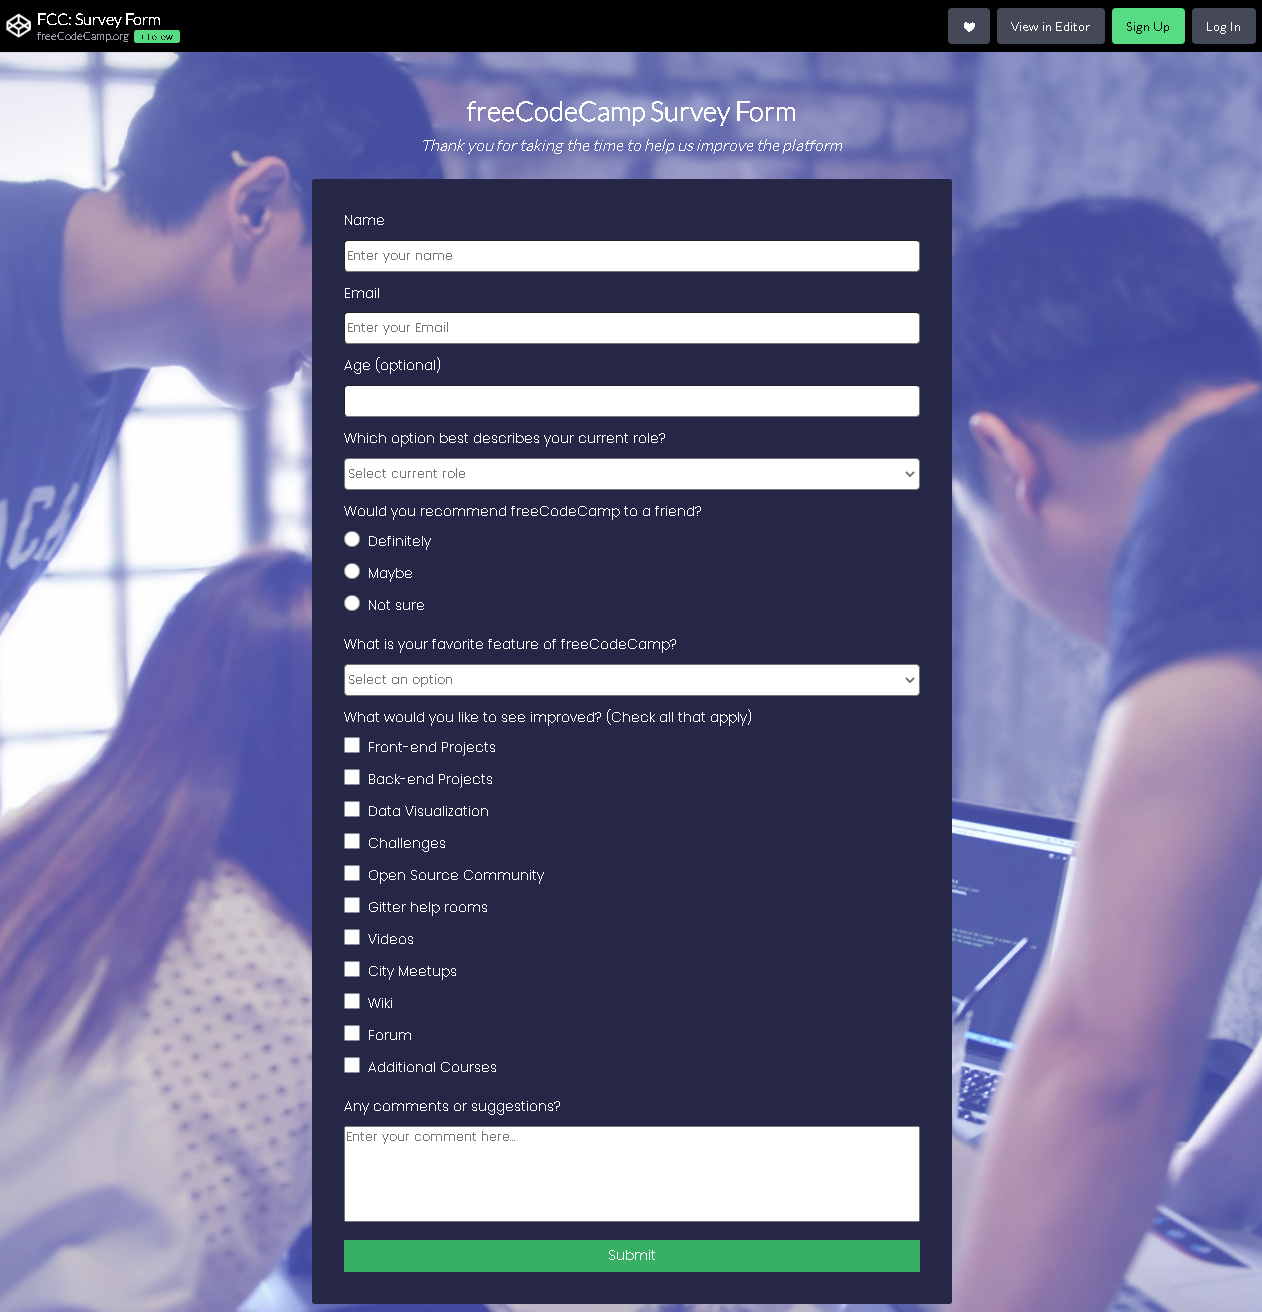 FCC: Survey Form
freeCodeCamp.org + Follow
View in Editor
Sign Up
Log In
freeCodeCamp Survey Form
Thank you for taking the time to help us improve the platform
Name
Enter your name
Email
Enter your Email
Age (optional)
Which option best describes your current role?
Select current role
Would you recommend freeCodeCamp to a friend?
Definitely
Maybe
Not sure
What is your favorite feature of freeCodeCamp?
Select an option
What would you like to see improved? (Check all that apply)
Front-end Projects
Back-end Projects
Data Visualization
Challenges
Open Source Community
Gitter help rooms
Videos
City Meetups
Wiki
Forum
Additional Courses
Any comments or suggestions?
Enter your comment here...
Submit